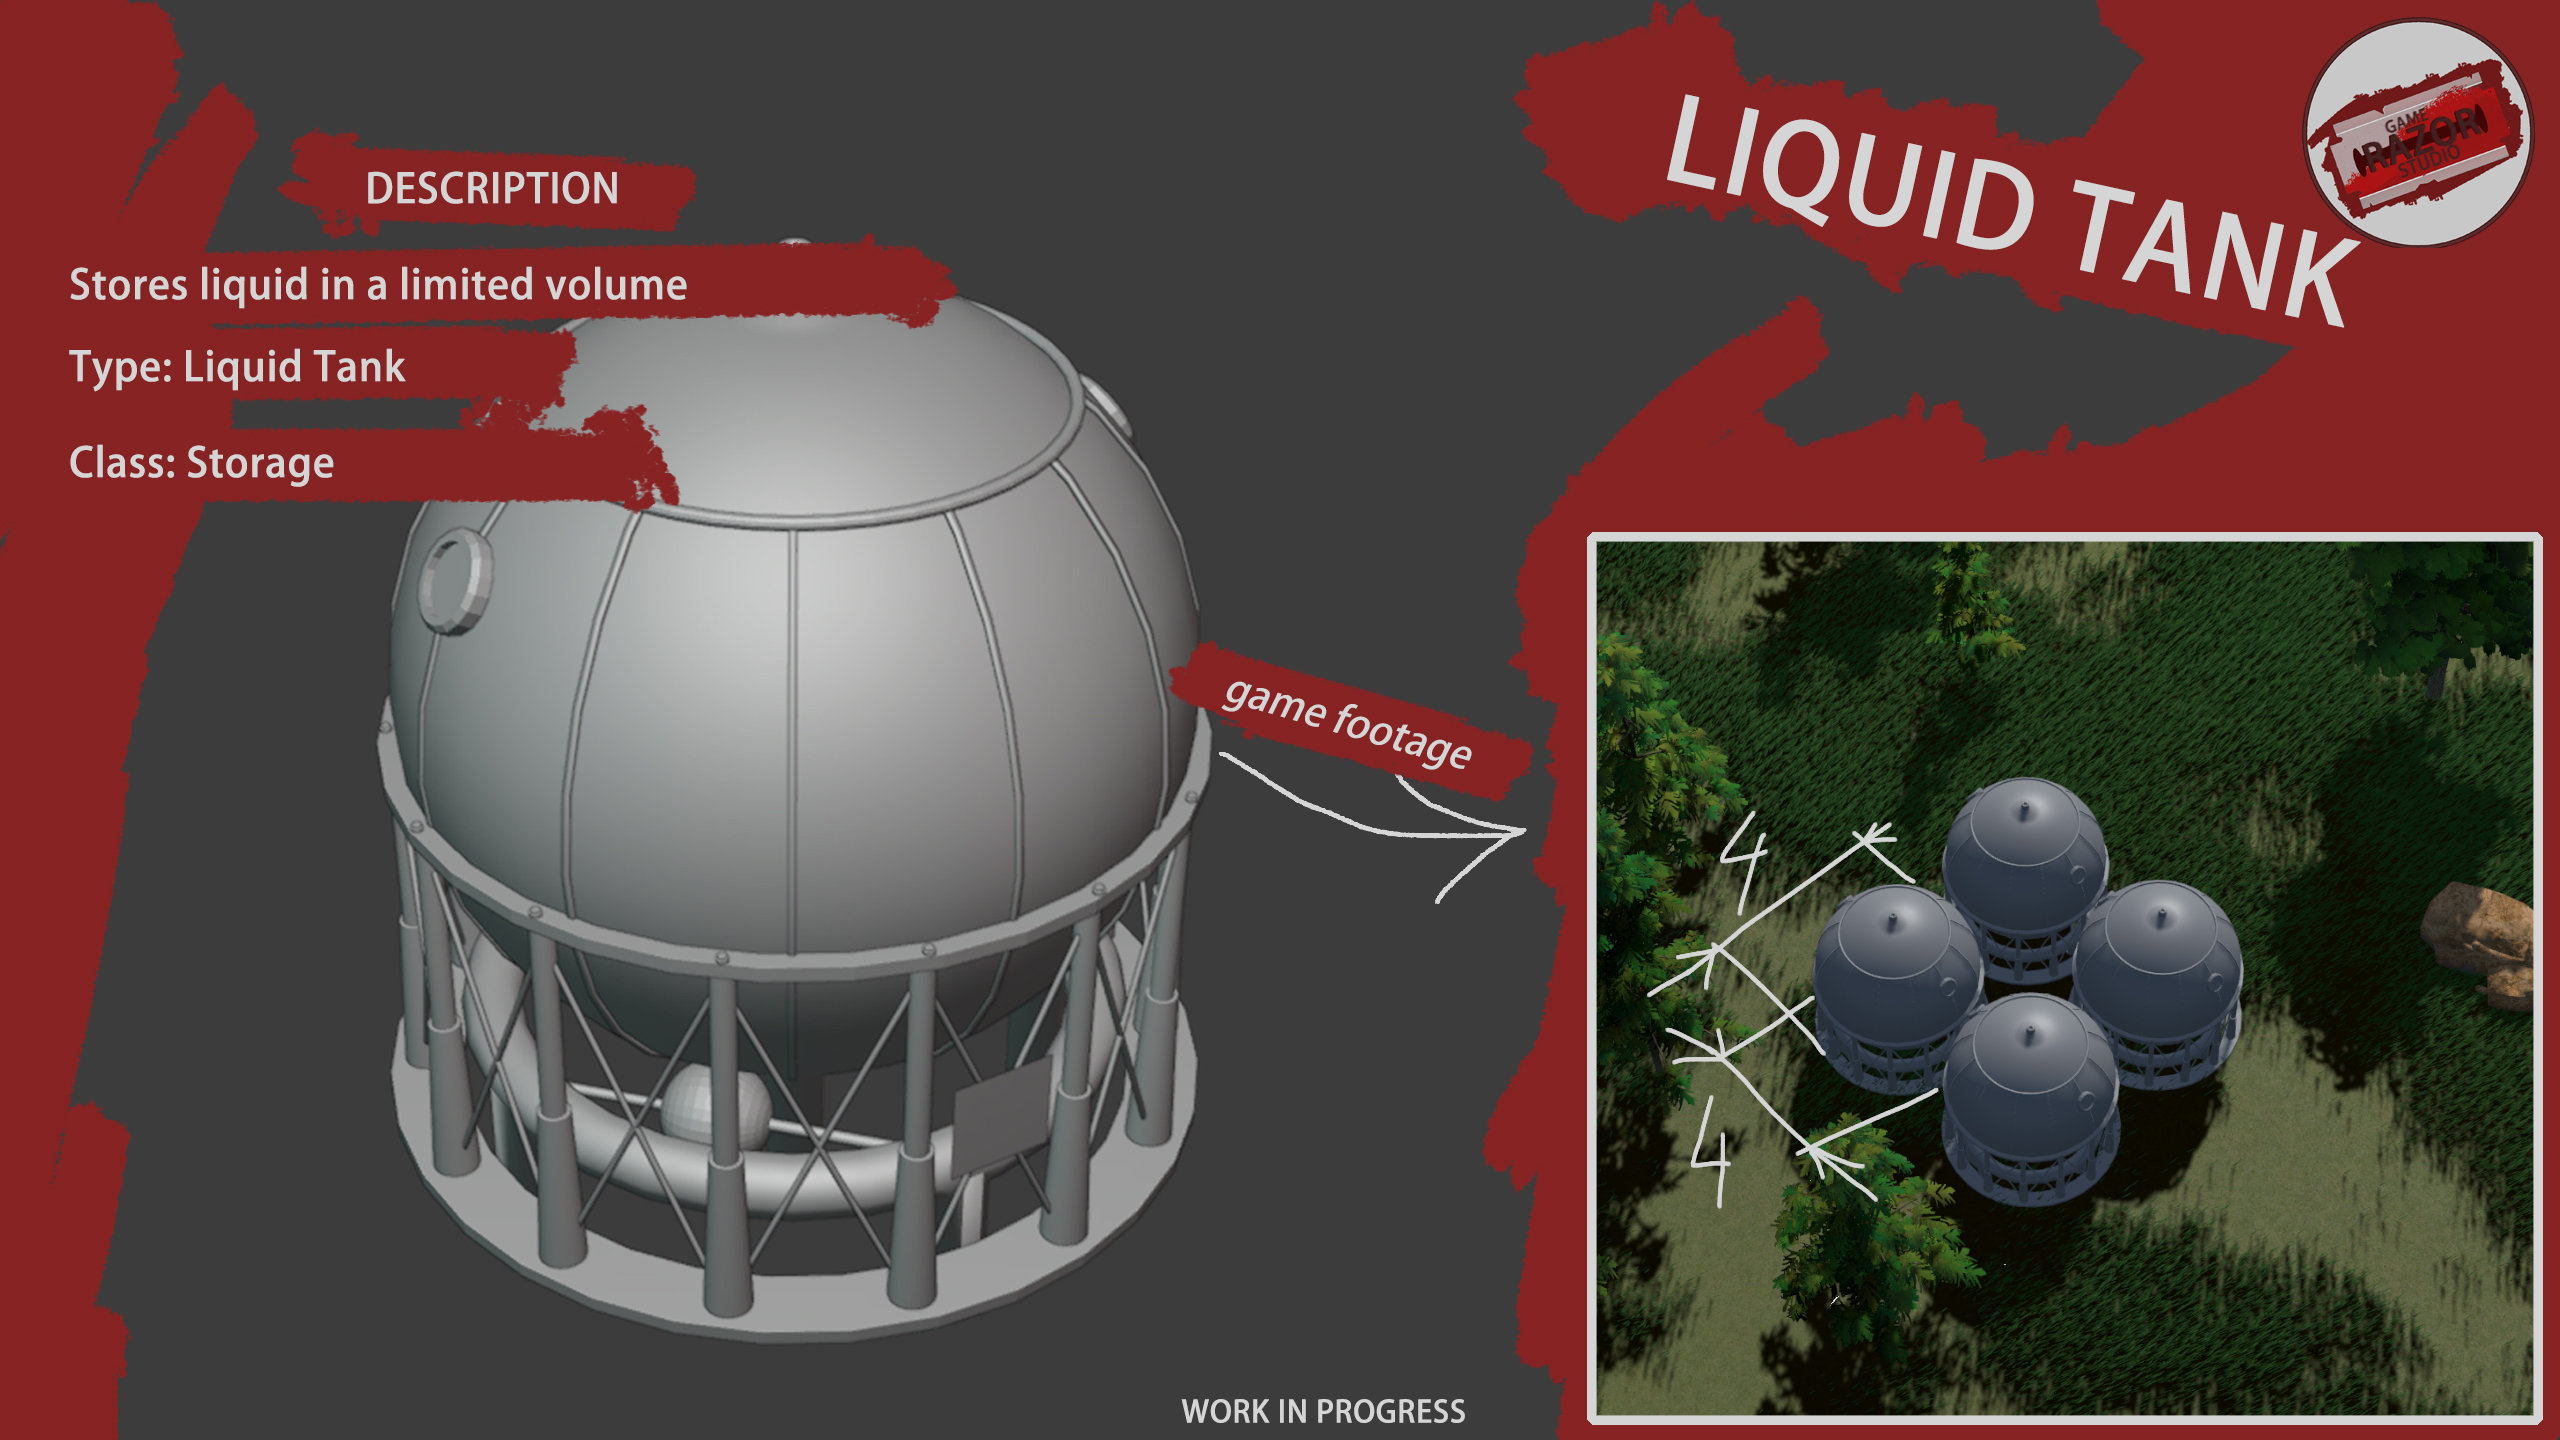 LIQUID TANK
GAME
RAZOR
STUDIO
DESCRIPTION
Stores liquid in a limited volume
Type: Liquid Tank
Class: Storage
game footage
4
4
WORK IN PROGRESS